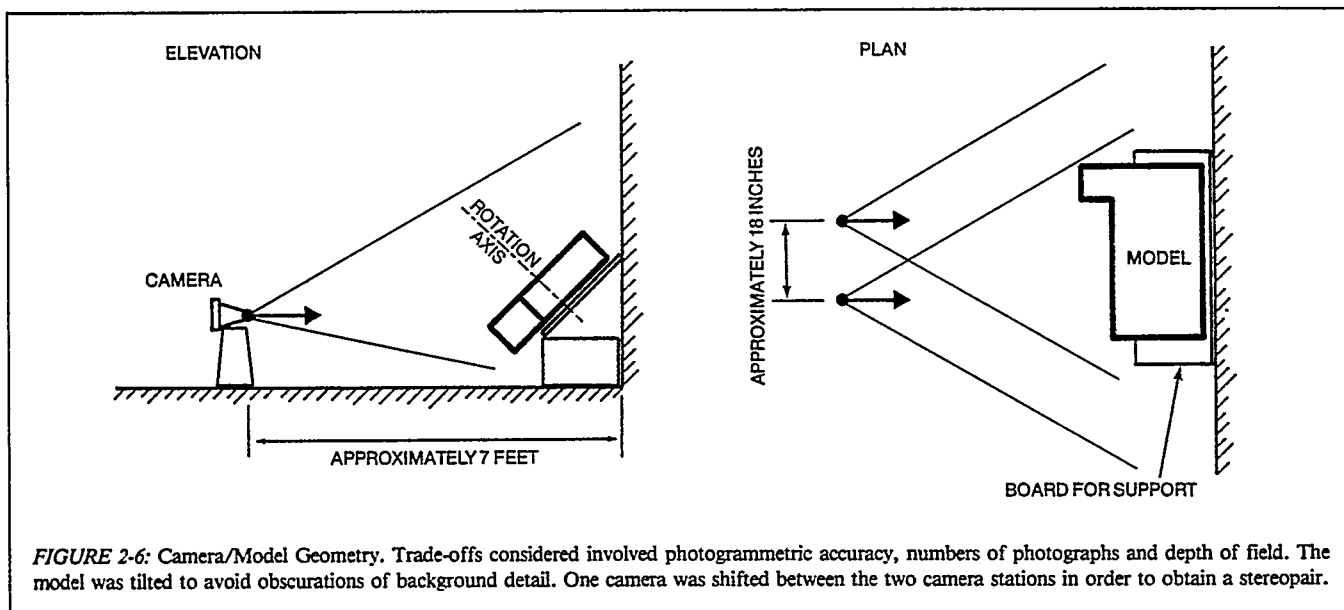 ELEVATION
PLAN
ROTATION
AXIS
CAMERA
APPROXIMATELY 7 FEET
APPROXIMATELY 18 INCHES
MODEL
BOARD FOR SUPPORT
FIGURE 2-6: Camera/Model Geometry. Trade-offs considered involved photogrammetric accuracy, numbers of photographs and depth of field. The
model was tilted to avoid obscurations of background detail. One camera was shifted between the two camera stations in order to obtain a stereopair.